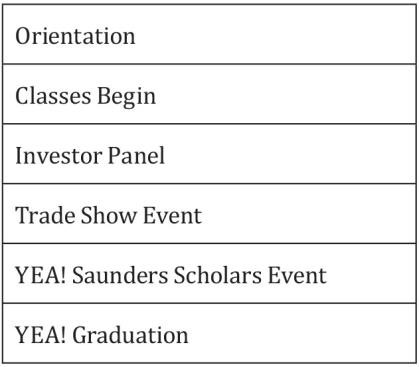 Orientation
Classes Begin
Investor Panel
Trade Show Event
YEA! Saunders Scholars Event
YEA! Graduation